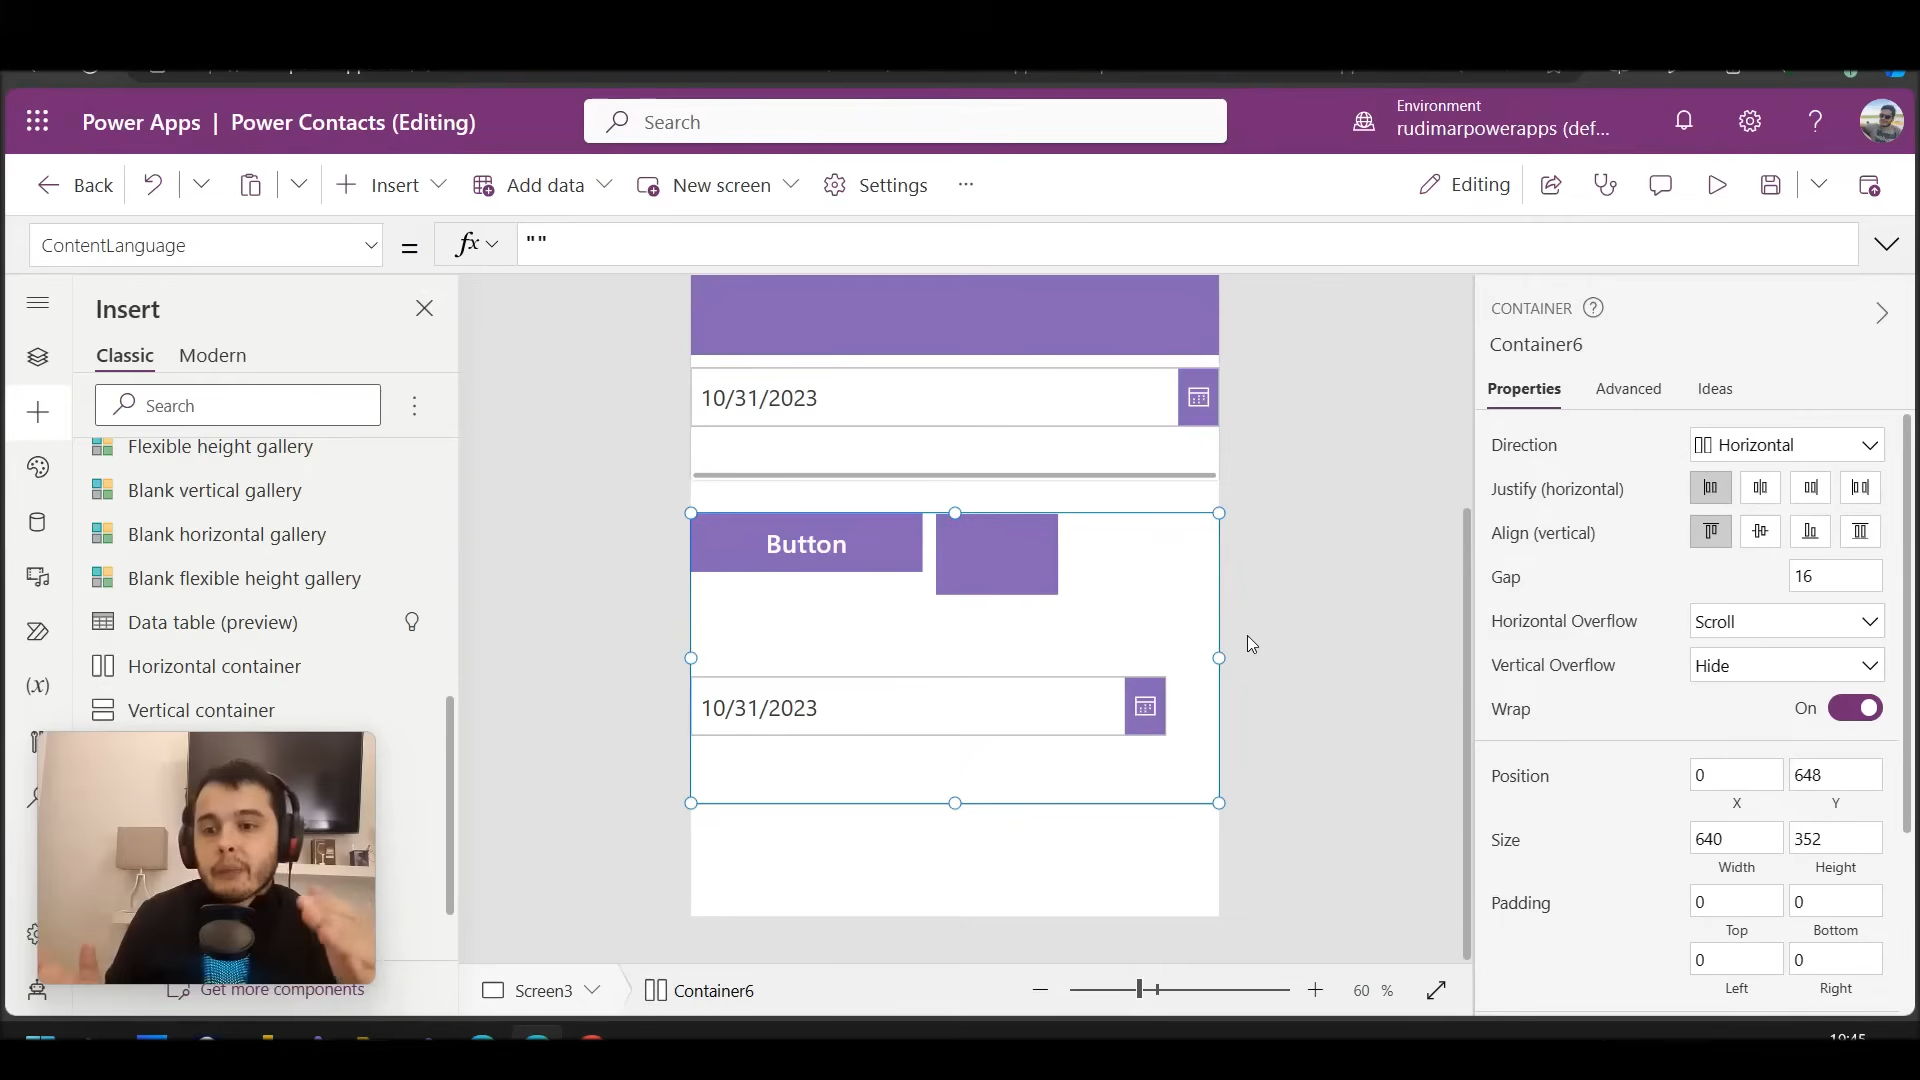 Power Apps | Power Contacts (Editing)
Search
Environment
rudimarpowerapps (def...
Back
Insert
Add data
New screen
Settings
Editing
ContentLanguage
=
fx
""
Insert
Classic
Modern
Search
Flexible height gallery
Blank vertical gallery
Blank horizontal gallery
Blank flexible height gallery
Data table (preview)
Horizontal container
Vertical container
Get more components
10/31/2023
Button
10/31/2023
Screen3
Container6
60 %
CONTAINER
Container6
Properties
Advanced
Ideas
Direction
Horizontal
Justify (horizontal)
Align (vertical)
Gap
16
Horizontal Overflow
Scroll
Vertical Overflow
Hide
Wrap
On
Position
0
648
X
Y
Size
640
352
Width
Height
Padding
0
0
Top
Bottom
0
0
Left
Right